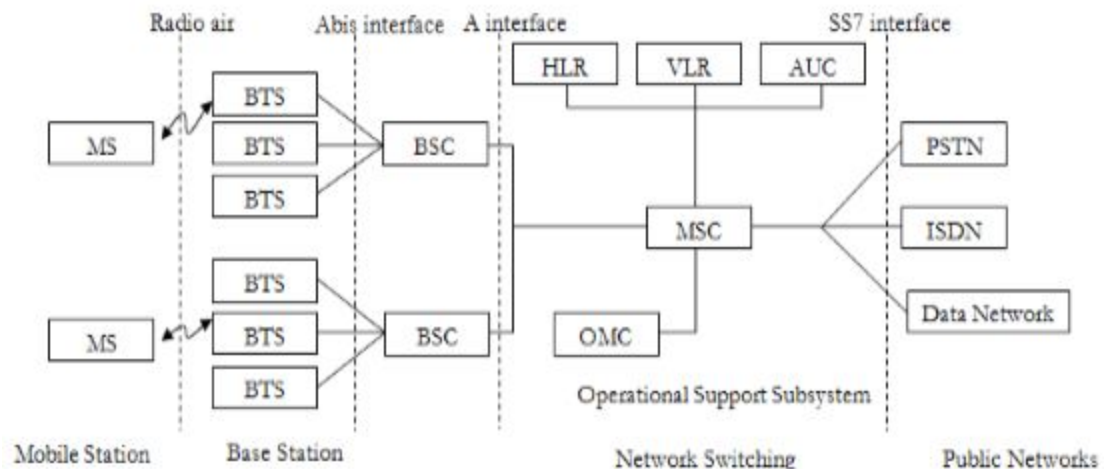 Radio air Abis interface A interface SS7 interface
HLR VLR AUC
BTS
MS BTS BSC PSTN
BTS
MSC ISDN
BTS
Data Network
MS BTS BSC OMC
BTS
Operational Support Subsystem
Mobile Station Base Station Network Switching Public Networks